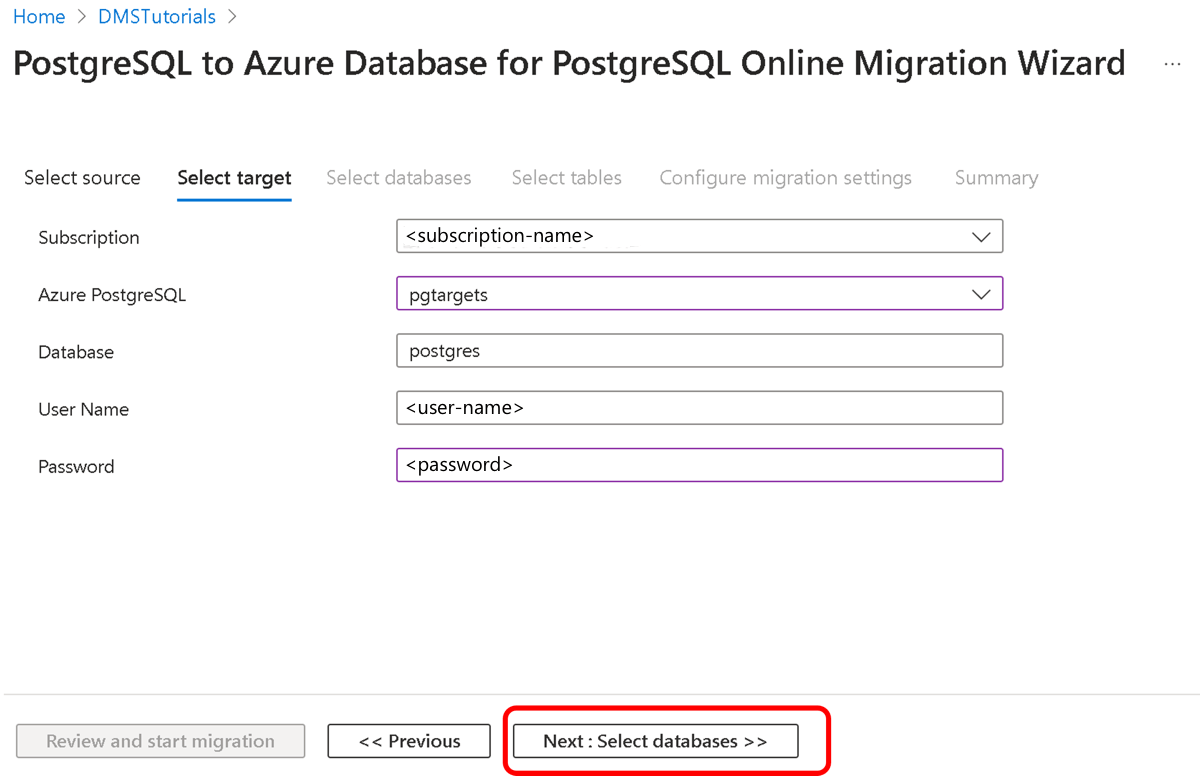 Home > DMSTutorials >
PostgreSQL to Azure Database for PostgreSQL Online Migration Wizard ...
Select source Select target Select databases Select tables Configure migration settings Summary
Subscription <subscription-name>
Azure PostgreSQL pgtargets
Database postgres
User Name <user-name>
Password <password>
Review and start migration << Previous Next : Select databases >>